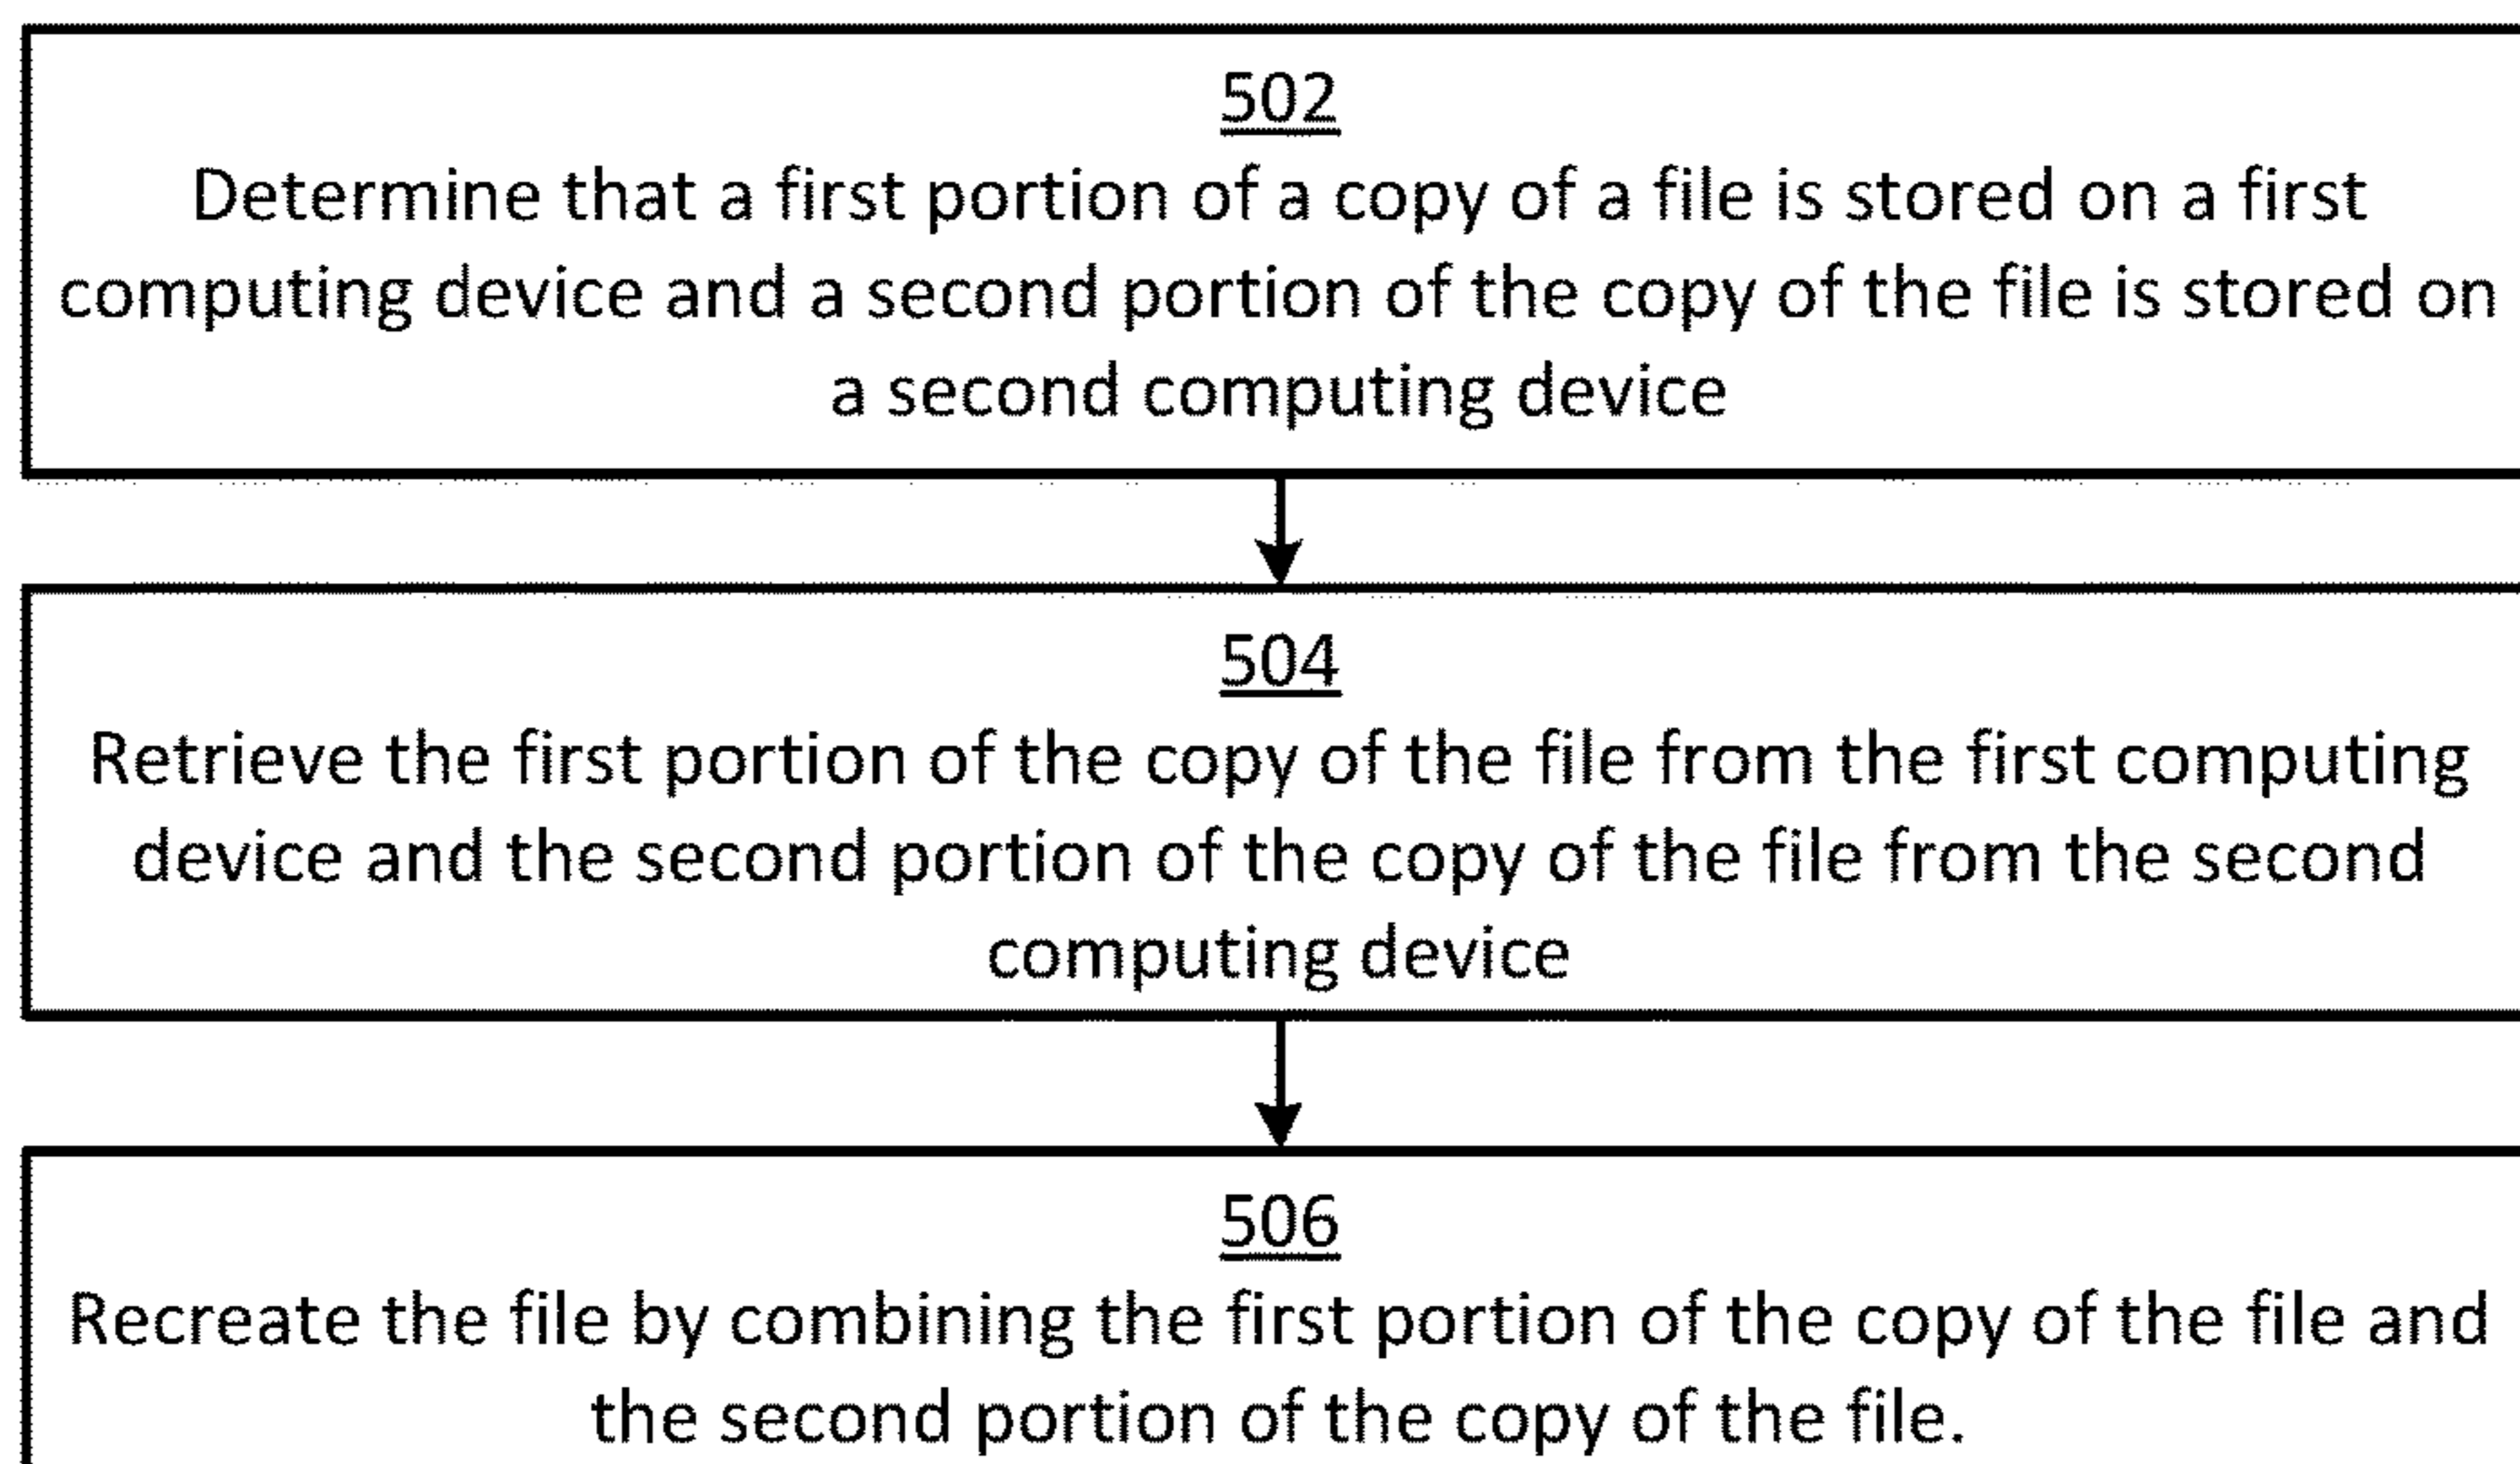 502
Determine that a first portion of a copy of a file is stored on a first
computing device and a second portion of the copy of the file is stored on
a second computing device
504
Retrieve the first portion of the copy of the file from the first computing
device and the second portion of the copy of the file from the second
computing device
506
Recreate the file by combining the first portion of the copy of the file and
the second portion of the copy of the file.